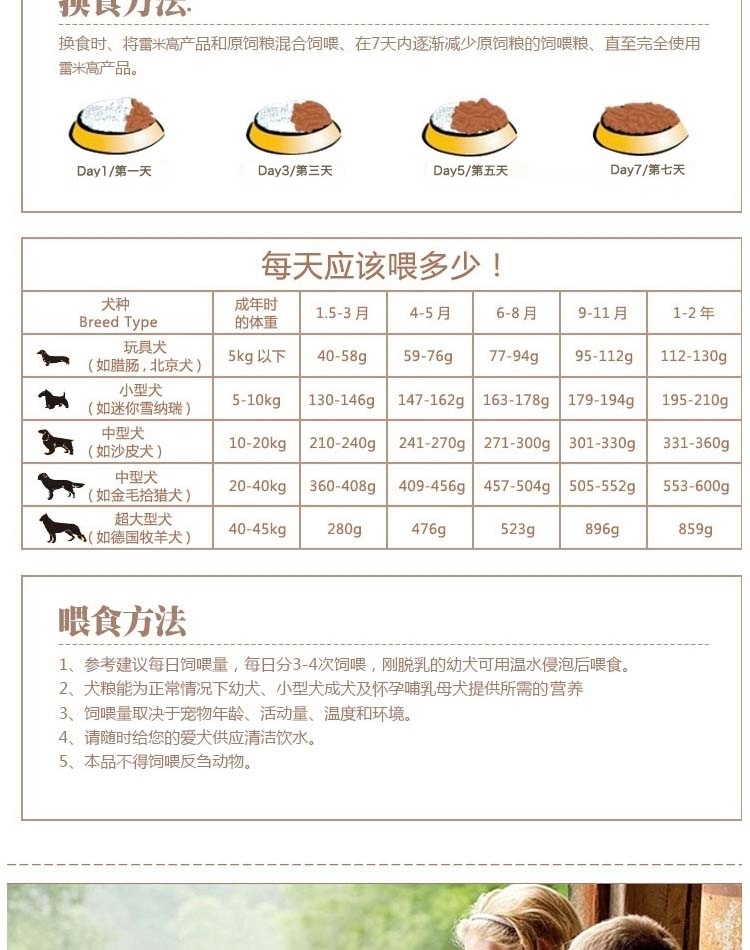 换食方法:
换食时、将雷米高产品和原饲粮混合饲喂、在7天内逐渐减少原饲粮的饲喂粮、直至完全使用
雷米高产品。
Day1/第一天 Day3/第三天 Day5/第五天 Day7/第七天
每天应该喂多少！
犬种 Breed Type 成年时的体重 1.5-3 月 4-5 月 6-8 月 9-11 月 1-2 年
玩具犬 （如腊肠 , 北京犬） 5kg 以下 40-58g 59-76g 77-94g 95-112g 112-130g
小型犬 （如迷你雪纳瑞） 5-10kg 130-146g 147-162g 163-178g 179-194g 195-210g
中型犬 （如沙皮犬） 10-20kg 210-240g 241-270g 271-300g 301-330g 331-360g
中型犬 （如金毛拾猎犬） 20-40kg 360-408g 409-456g 457-504g 505-552g 553-600g
超大型犬 （如德国牧羊犬） 40-45kg 280g 476g 523g 896g 859g
喂食方法
1、参考建议每日饲喂量，每日分3-4次饲喂，刚脱乳的幼犬可用温水侵泡后喂食。
2、犬粮能为正常情况下幼犬、小型犬成犬及怀孕哺乳母犬提供所需的营养
3、饲喂量取决于宠物年龄、活动量、温度和环境。
4、请随时给您的爱犬供应清洁饮水。
5、本品不得饲喂反刍动物。